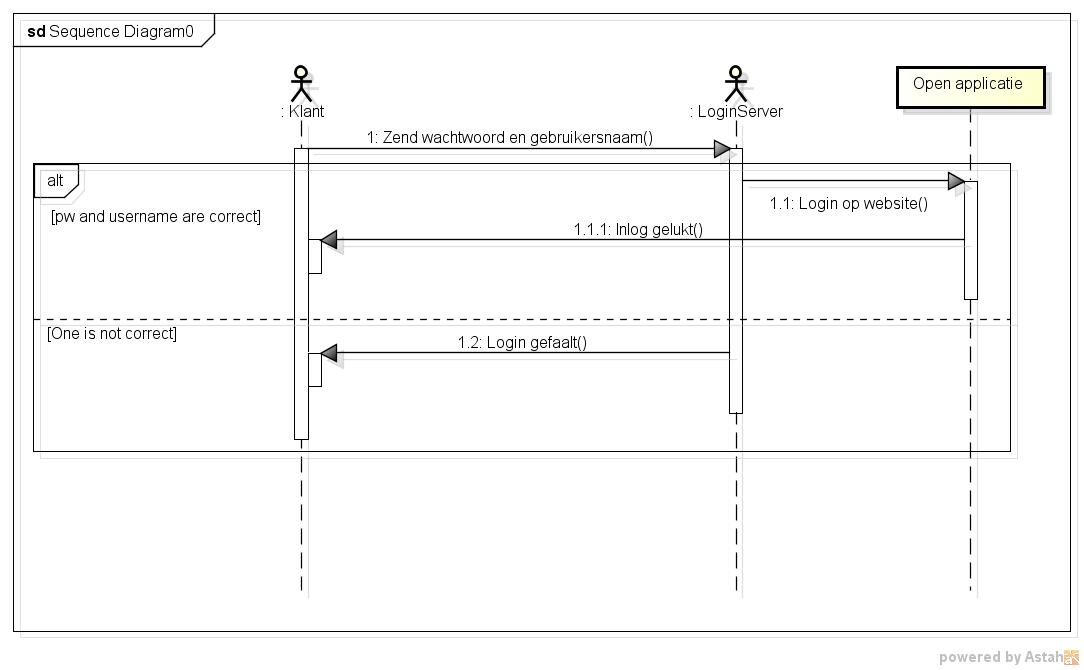 sd Sequence Diagram0
: Klant
: LoginServer
Open applicatie
1: Zend wachtwoord en gebruikersnaam()
alt
1.1: Login op website()
[pw and username are correct]
1.1.1: Inlog gelukt()
[One is not correct]
1.2: Login gefaalt()
powered by Astah